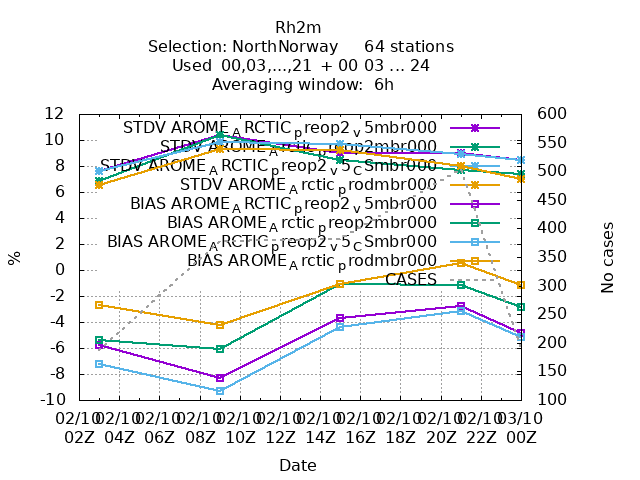 Rh2m
Selection: NorthNorway 64 stations
Used 00,03,...,21 + 00 03 ... 24
Averaging window: 6h
12
10
8
6
4
2
0
-2
-4
-6
-8
-10
%
600
550
500
450
400
350
300
250
200
150
100
No cases
STDV AROME_ARCTIC_preop2_v5mbr000
STDV AROME_Arctic_preop2mbr000
STDV AROME_ARCTIC_preop2_v5_CSmbr000
STDV AROME_Arctic_prodmbr000
BIAS AROME_ARCTIC_preop2_v5mbr000
BIAS AROME_Arctic_preop2mbr000
BIAS AROME_ARCTIC_preop2_v5_CSmbr000
BIAS AROME_Arctic_prodmbr000
CASES
02/10 02/10 02/10 02/10 02/10 02/10 02/10 02/10 02/10 02/10 02/10 03/10
02Z 04Z 06Z 08Z 10Z 12Z 14Z 16Z 18Z 20Z 22Z 00Z
Date